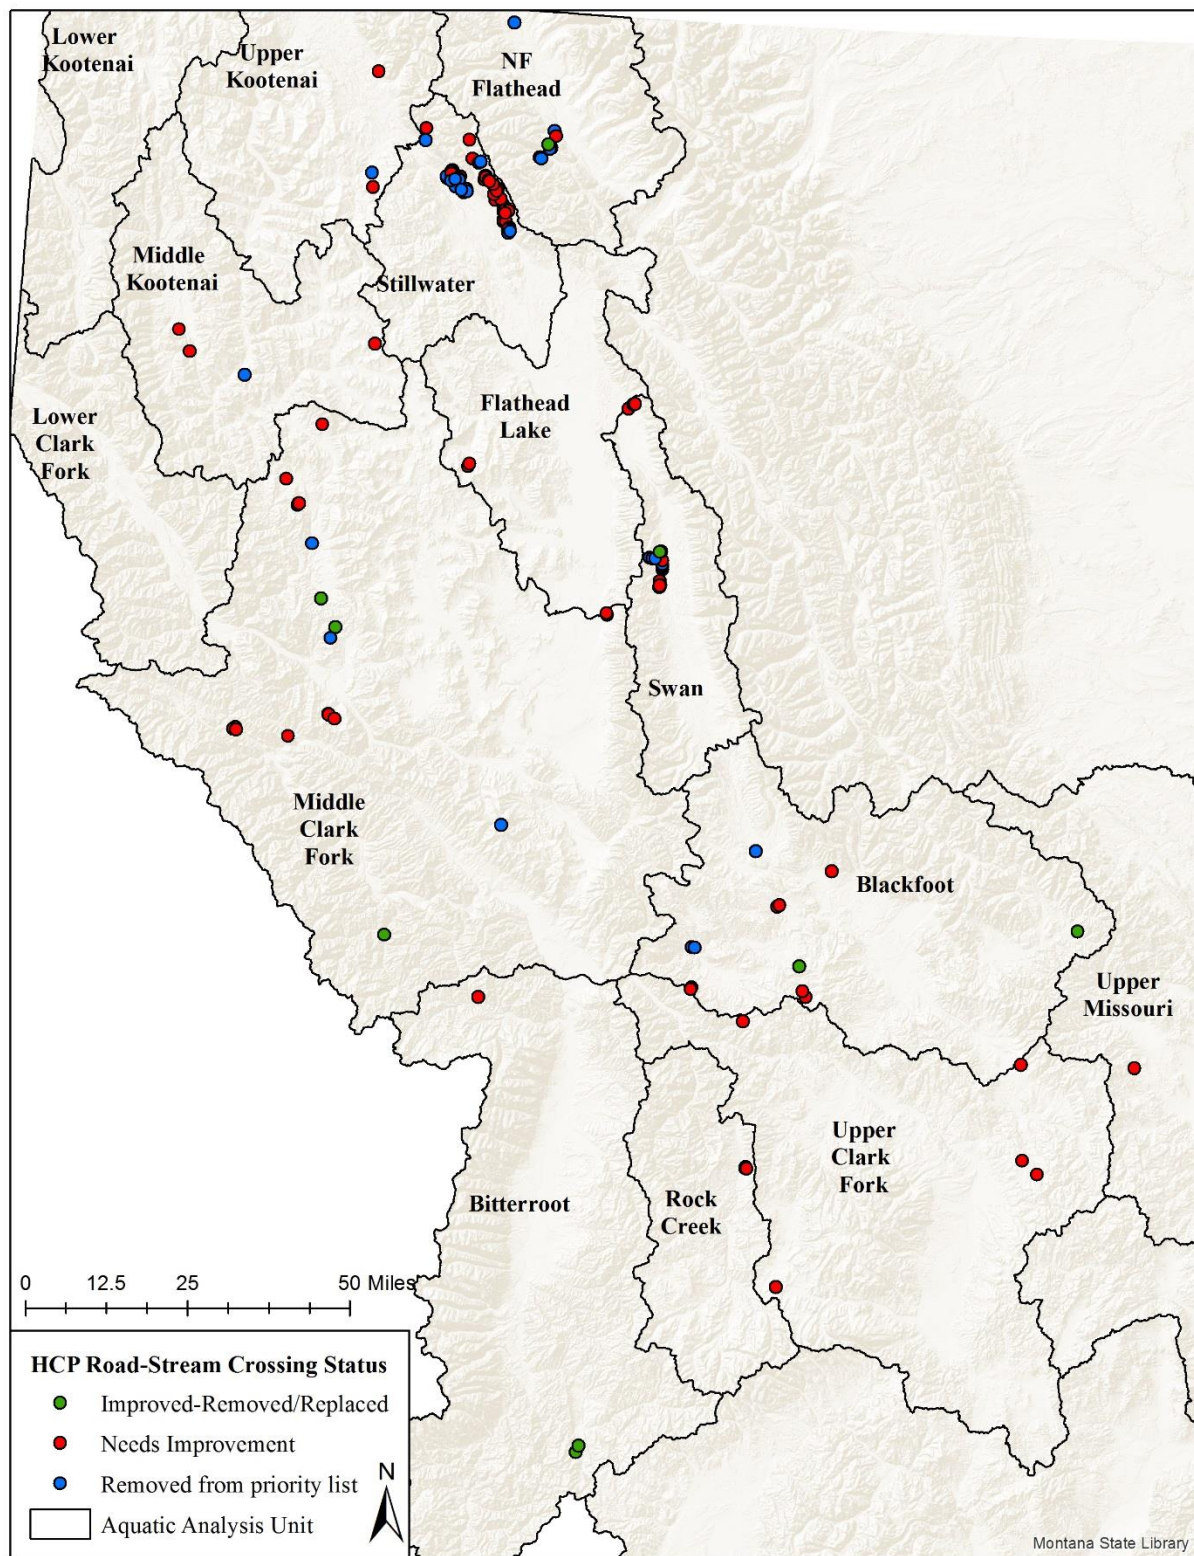 Lower
Kootenai
Upper
Kootenai
NF
Flathead
Middle
Kootenai
Stillwater
Lower
Clark
Fork
Flathead
Lake
Swan
Middle
Clark
Fork
Blackfoot
Upper
Missouri
Bitterroot
Rock
Creek
Upper
Clark
Fork
0 12.5 25 50 Miles
HCP Road-Stream Crossing Status
Improved-Removed/Replaced
Needs Improvement
Removed from priority list
Aquatic Analysis Unit
N
Montana State Library